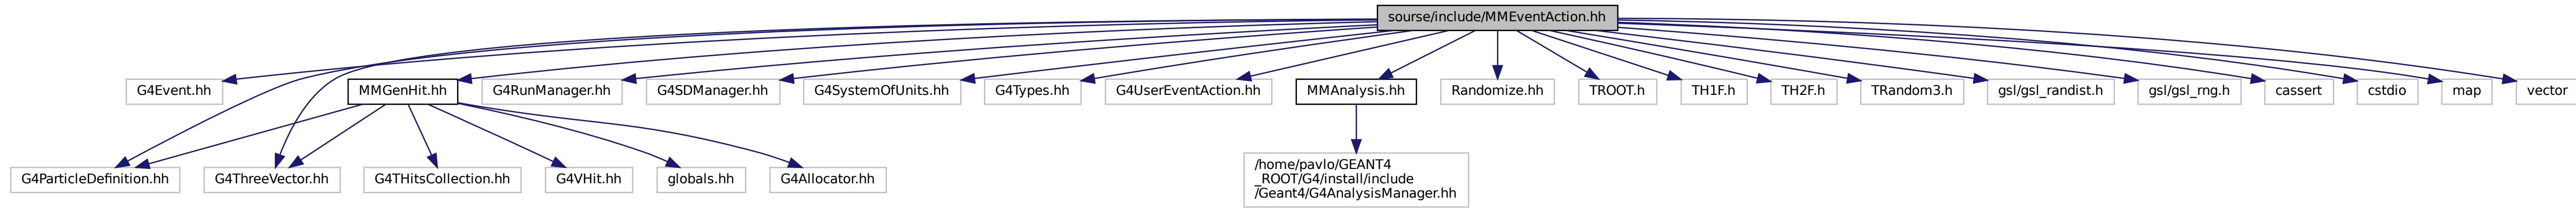 sourse/include/MMEventAction.hh
G4Event.hh
MMGenHit.hh
G4RunManager.hh
G4SDManager.hh
G4SystemOfUnits.hh
G4Types.hh
G4UserEventAction.hh
MMAnalysis.hh
Randomize.hh
TROOT.h
TH1F.h
TH2F.h
TRandom3.h
gsl/gsl_randist.h
gsl/gsl_rng.h
cassert
cstdio
map
vector
G4ParticleDefinition.hh
G4ThreeVector.hh
G4THitsCollection.hh
G4VHit.hh
globals.hh
G4Allocator.hh
/home/pavlo/GEANT4
_ROOT/G4/install/include
/Geant4/G4AnalysisManager.hh